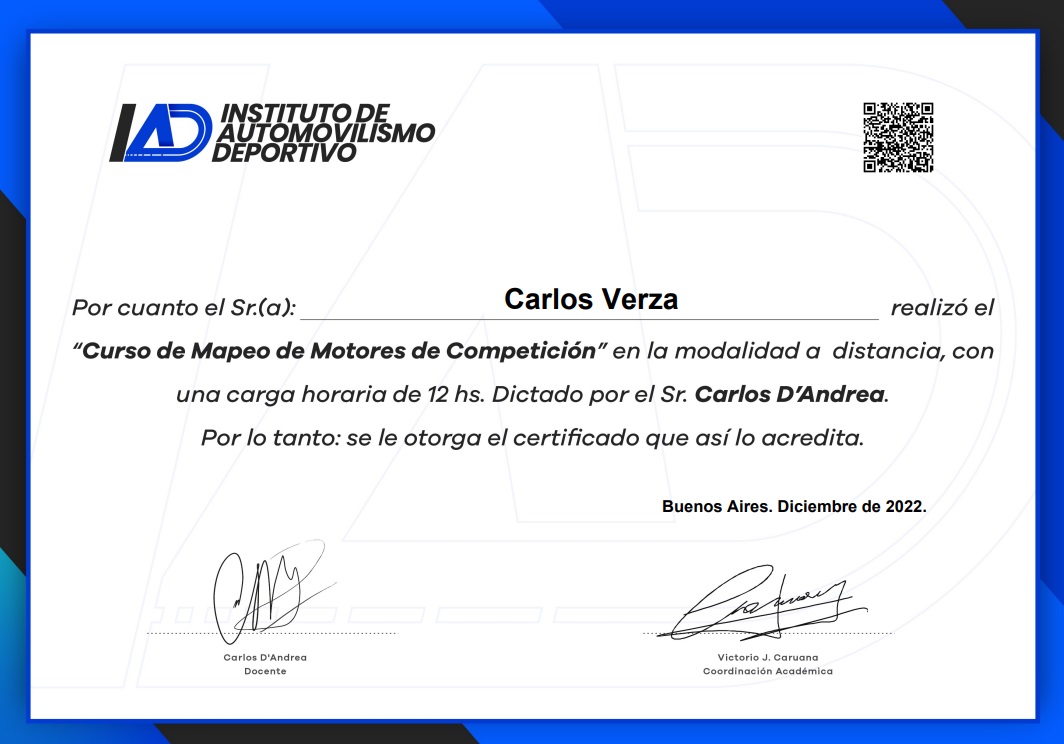 IAD
INSTITUTO DE
AUTOMOVILISMO
DEPORTIVO
Por cuanto el Sr.(a): Carlos Verza realizó el
“Curso de Mapeo de Motores de Competición” en la modalidad a distancia, con
una carga horaria de 12 hs. Dictado por el Sr. Carlos D’Andrea.
Por lo tanto: se le otorga el certificado que así lo acredita.
Buenos Aires. Diciembre de 2022.
Carlos D'Andrea
Docente
Victorio J. Caruana
Coordinación Académica